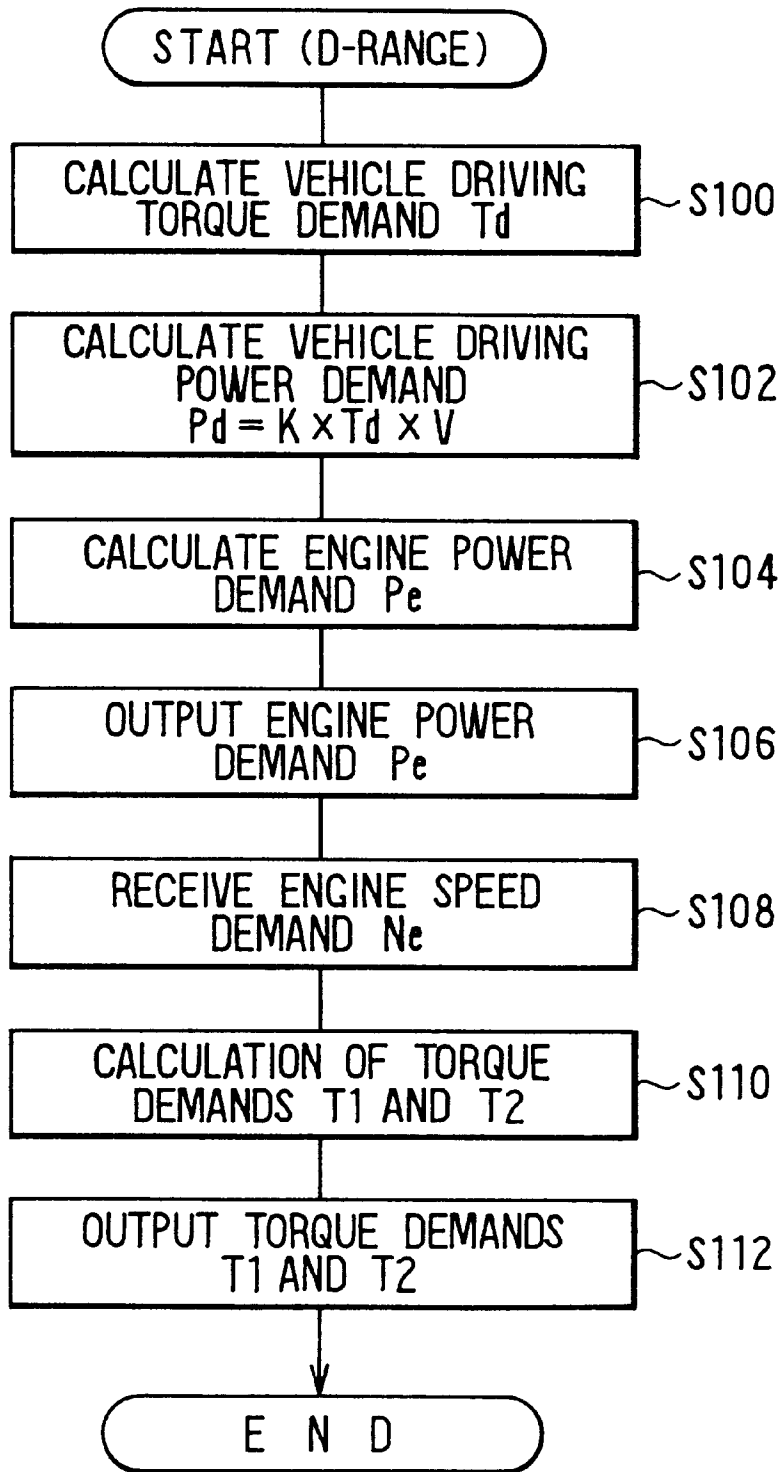 START (D-RANGE)
CALCULATE VEHICLE DRIVING
TORQUE DEMAND Td
S100
CALCULATE VEHICLE DRIVING
POWER DEMAND
Pd = K × Td × V
S102
CALCULATE ENGINE POWER
DEMAND Pe
S104
OUTPUT ENGINE POWER
DEMAND Pe
S106
RECEIVE ENGINE SPEED
DEMAND Ne
S108
CALCULATION OF TORQUE
DEMANDS T1 AND T2
S110
OUTPUT TORQUE DEMANDS
T1 AND T2
S112
END